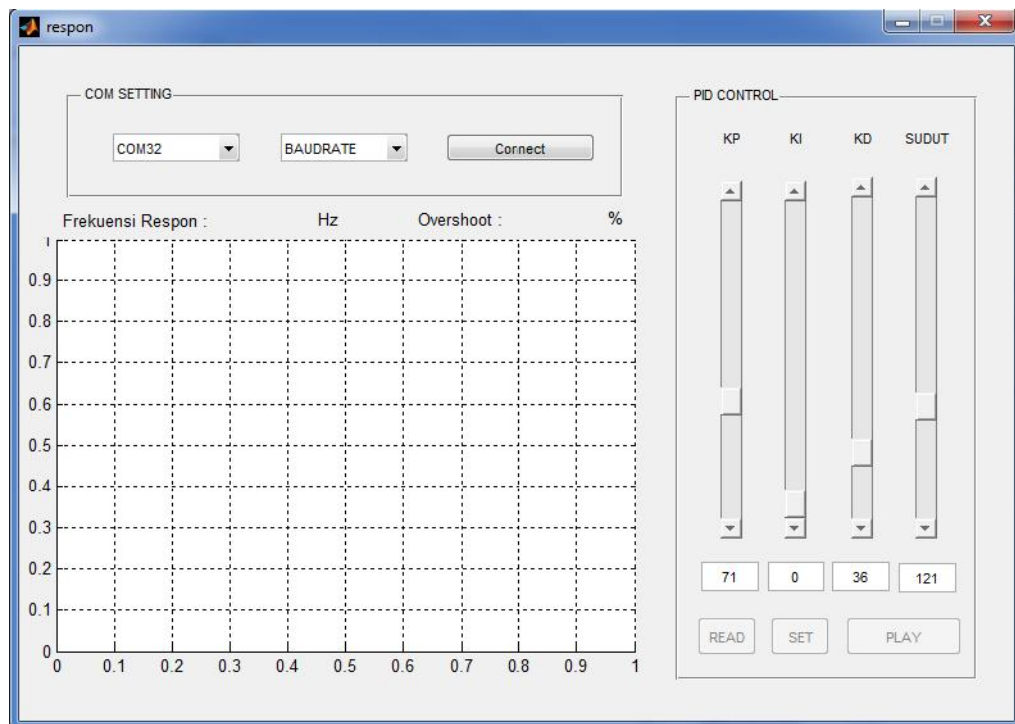 respon
COM SETTING
COM32 BAUDRATE Cornect
Frekuensi Respon : Hz Overshoot : %
1
0.9
0.8
0.7
0.6
0.5
0.4
0.3
0.2
0.1
0
0 0.1 0.2 0.3 0.4 0.5 0.6 0.7 0.8 0.9 1
PID CONTROL
KP KI KD SUDUT
71 0 36 121
READ SET PLAY